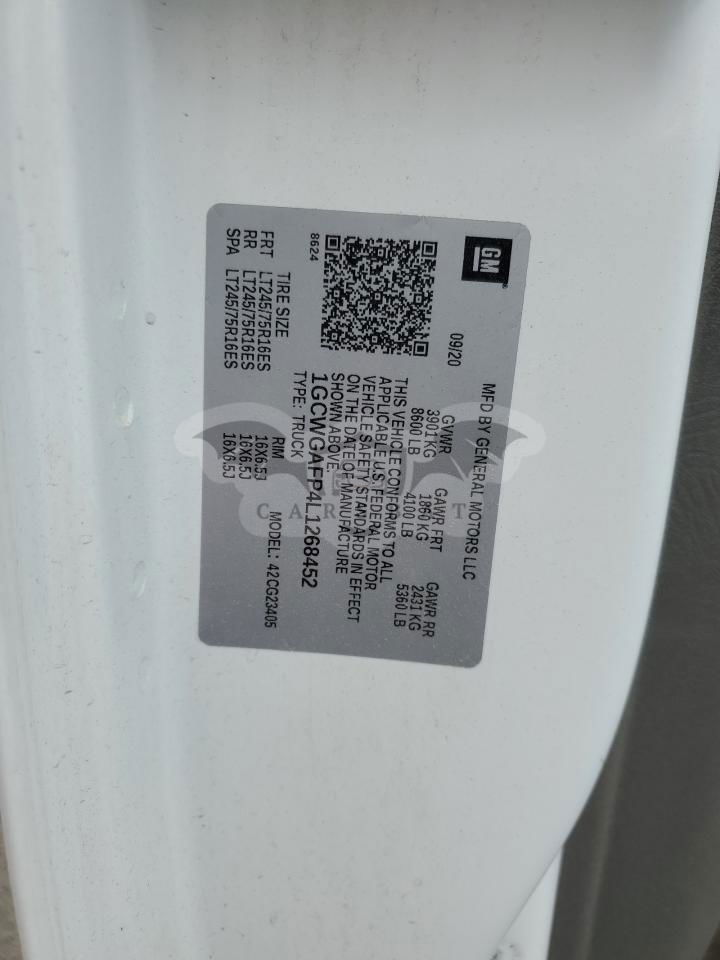 GM
MFD BY GENERAL MOTORS LLC
09/20
GVWR GAWR FRT GAWR RR
3901 KG 1860 KG 2431 KG
8600 LB 4100 LB 5360 LB
THIS VEHICLE CONFORMS TO ALL
APPLICABLE U.S. FEDERAL MOTOR
VEHICLE SAFETY STANDARDS IN EFFECT
ON THE DATE OF MANUFACTURE
SHOWN ABOVE.
1GCWGAFP4L1268452
TYPE: TRUCK
8624
MODEL: 42CG23405
TIRE SIZE RIM
FRT LT245/75R16ES 16X6.5J
RR LT245/75R16ES 16X6.5J
SPA LT245/75R16ES 16X6.5J